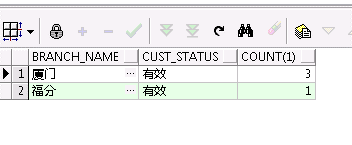 BRANCH_NAME CUST_STATUS COUNT(1)
1 厦门 ··· 有效 3
2 福分 ··· 有效 1